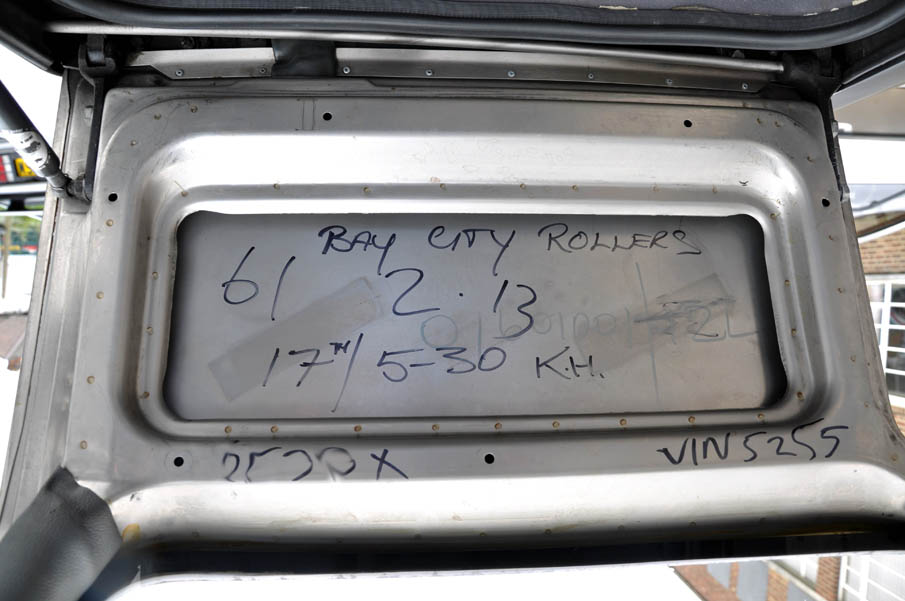 BAY CITY ROLLERS
61 2.13
17TH/ 5-30 K.H.
VIN 5255